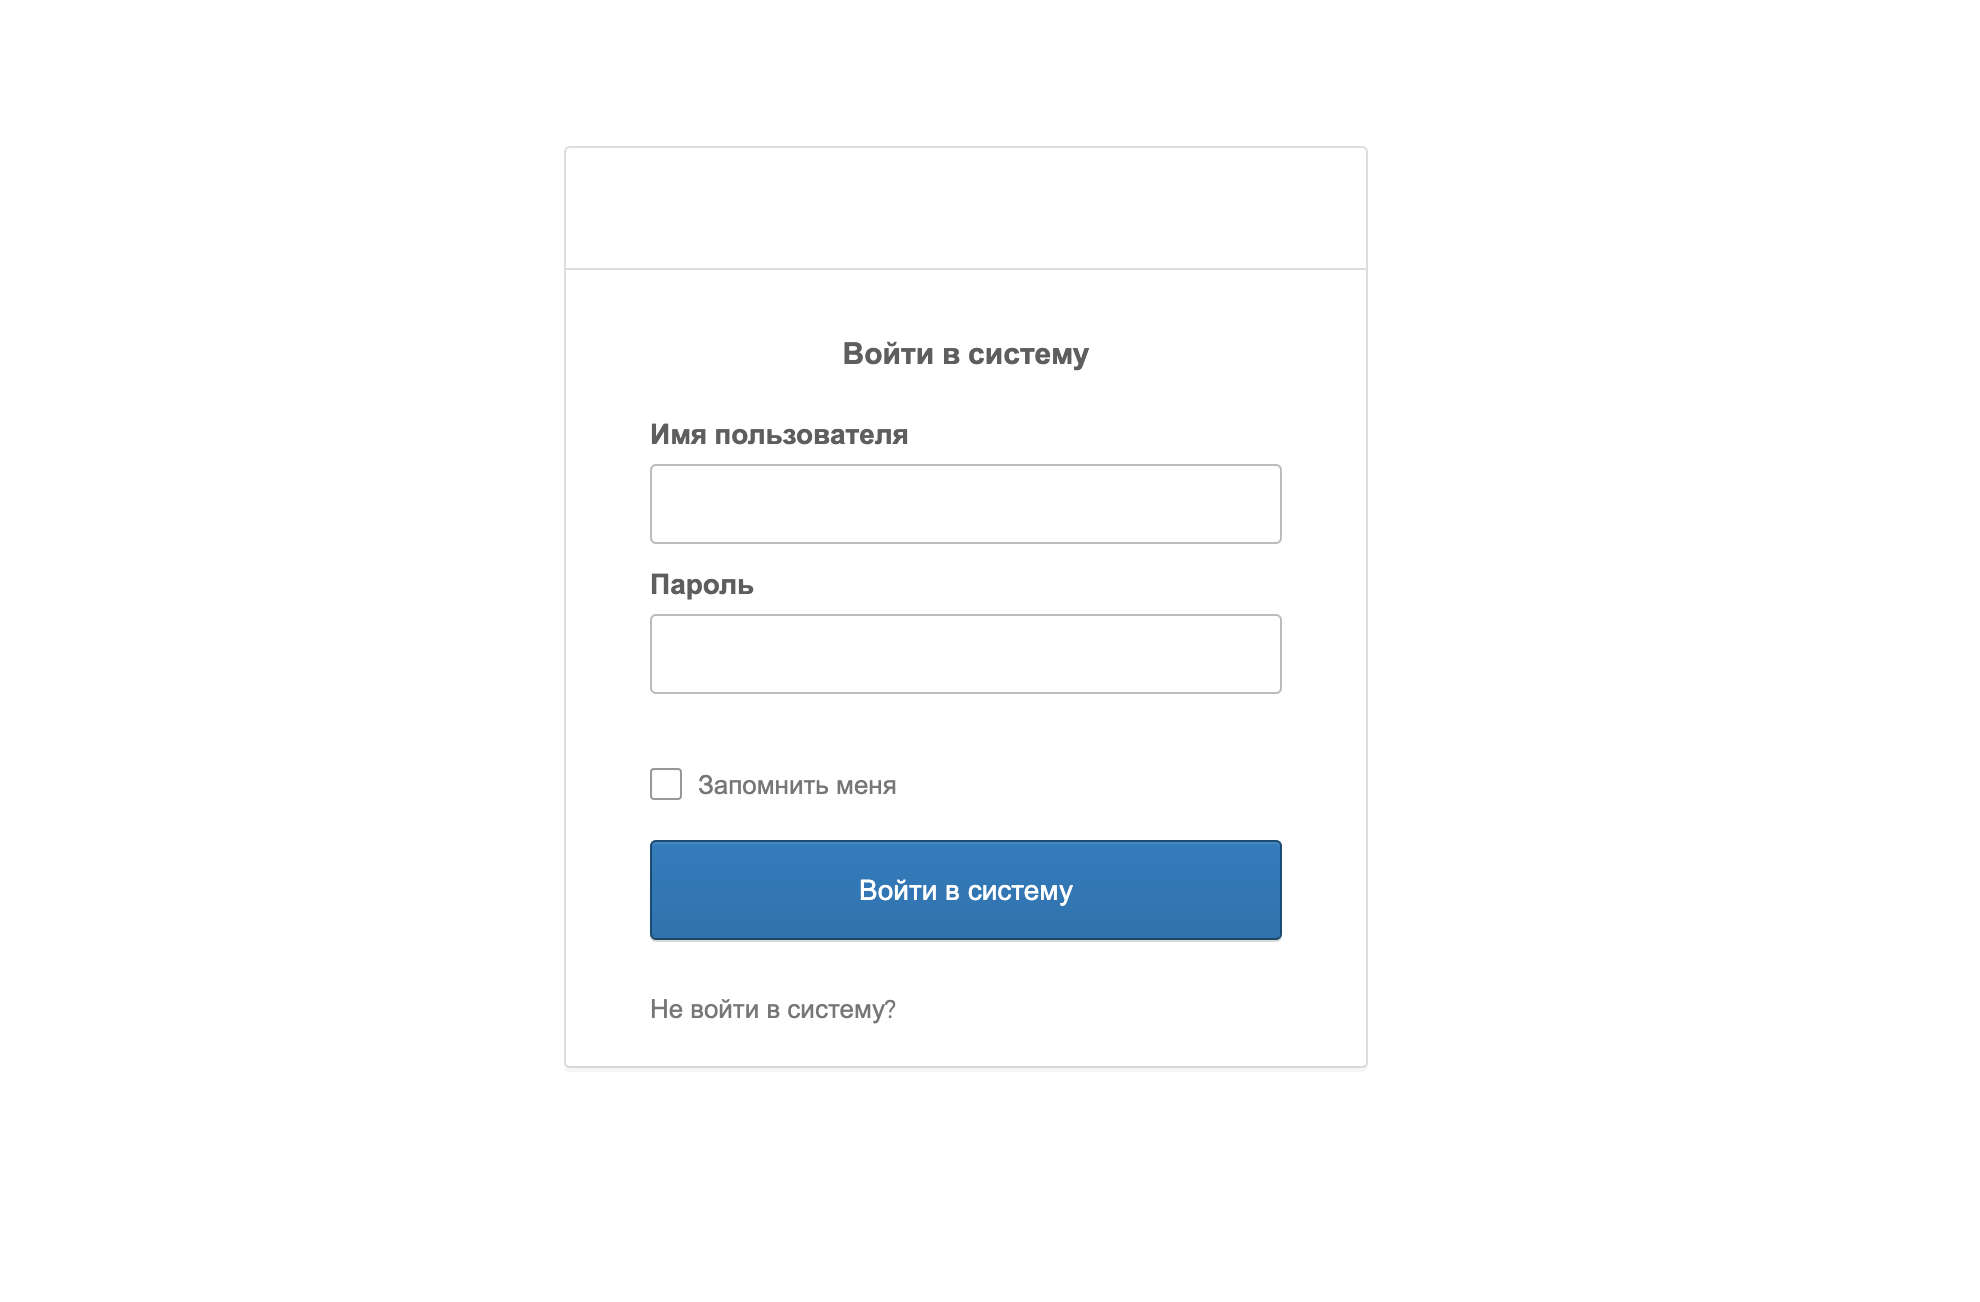 Войти в систему
Имя пользователя
Пароль
Запомнить меня
Войти в систему
Не войти в систему?